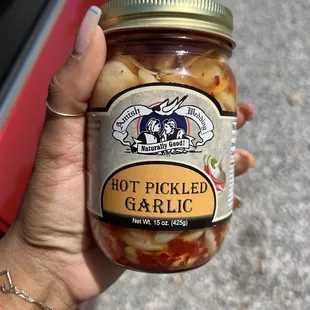 Amish Wedding
Naturally Good!
HOT PICKLED
GARLIC
Net Wt. 15 oz. (425g)